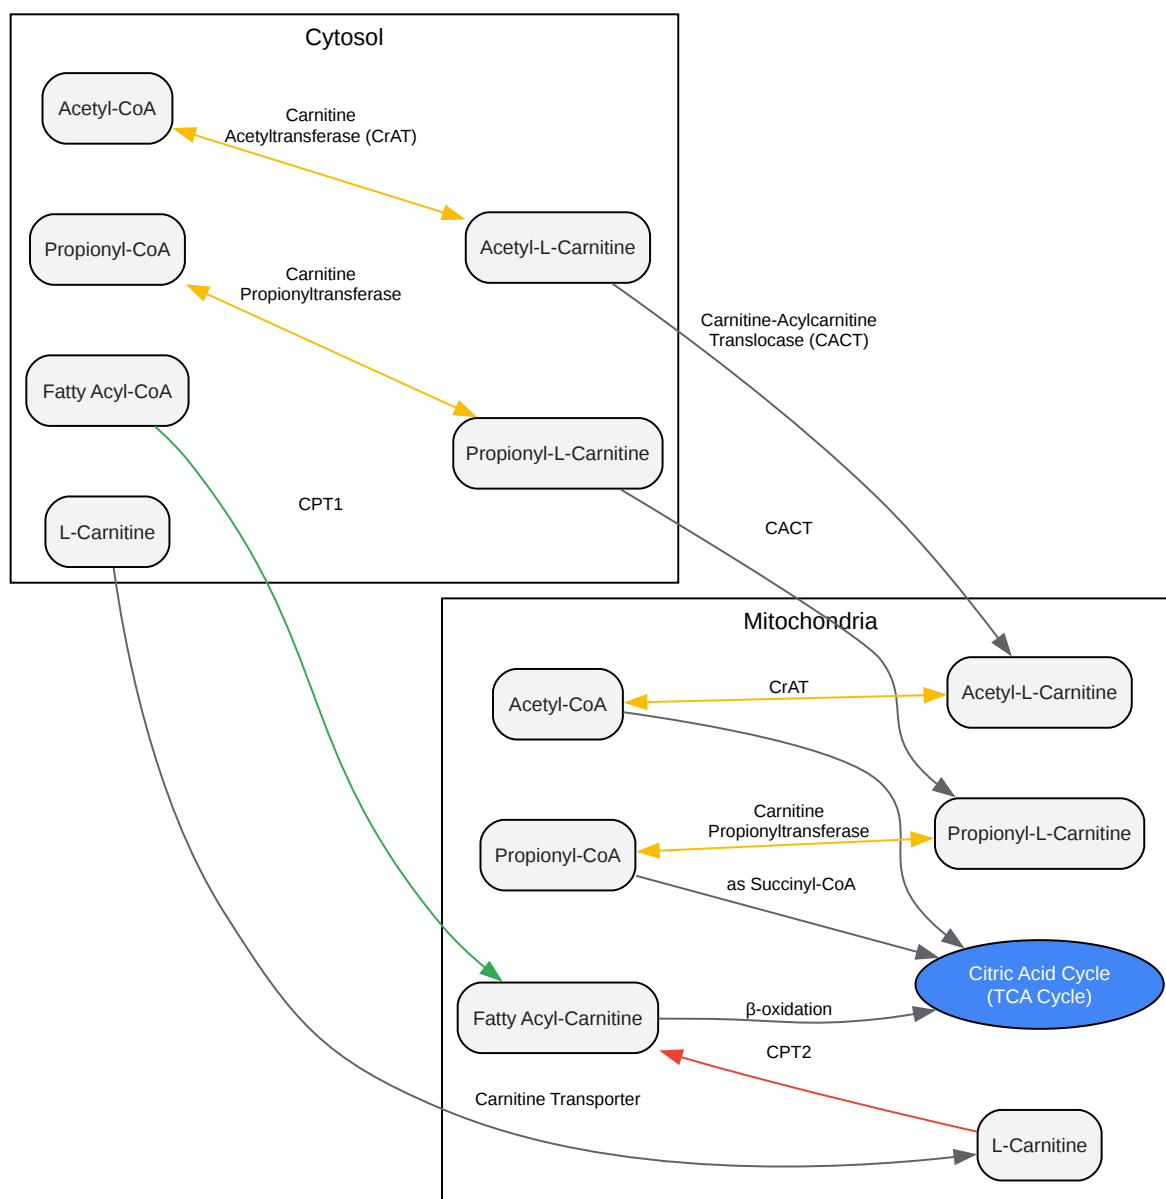 Cytosol
Acetyl-CoA
Carnitine
Acetyltransferase (CrAT)
Propionyl-CoA
Acetyl-L-Carnitine
Carnitine
Propionyltransferase
Carnitine-Acylcarnitine
Translocase (CACT)
Fatty Acyl-CoA
Propionyl-L-Carnitine
CPT1
L-Carnitine
CACT
Mitochondria
Acetyl-CoA
CrAT
Acetyl-L-Carnitine
Carnitine
Propionyltransferase
Propionyl-L-Carnitine
Propionyl-CoA
as Succinyl-CoA
Citric Acid Cycle
(TCA Cycle)
Fatty Acyl-Carnitine
β-oxidation
CPT2
Carnitine Transporter
L-Carnitine